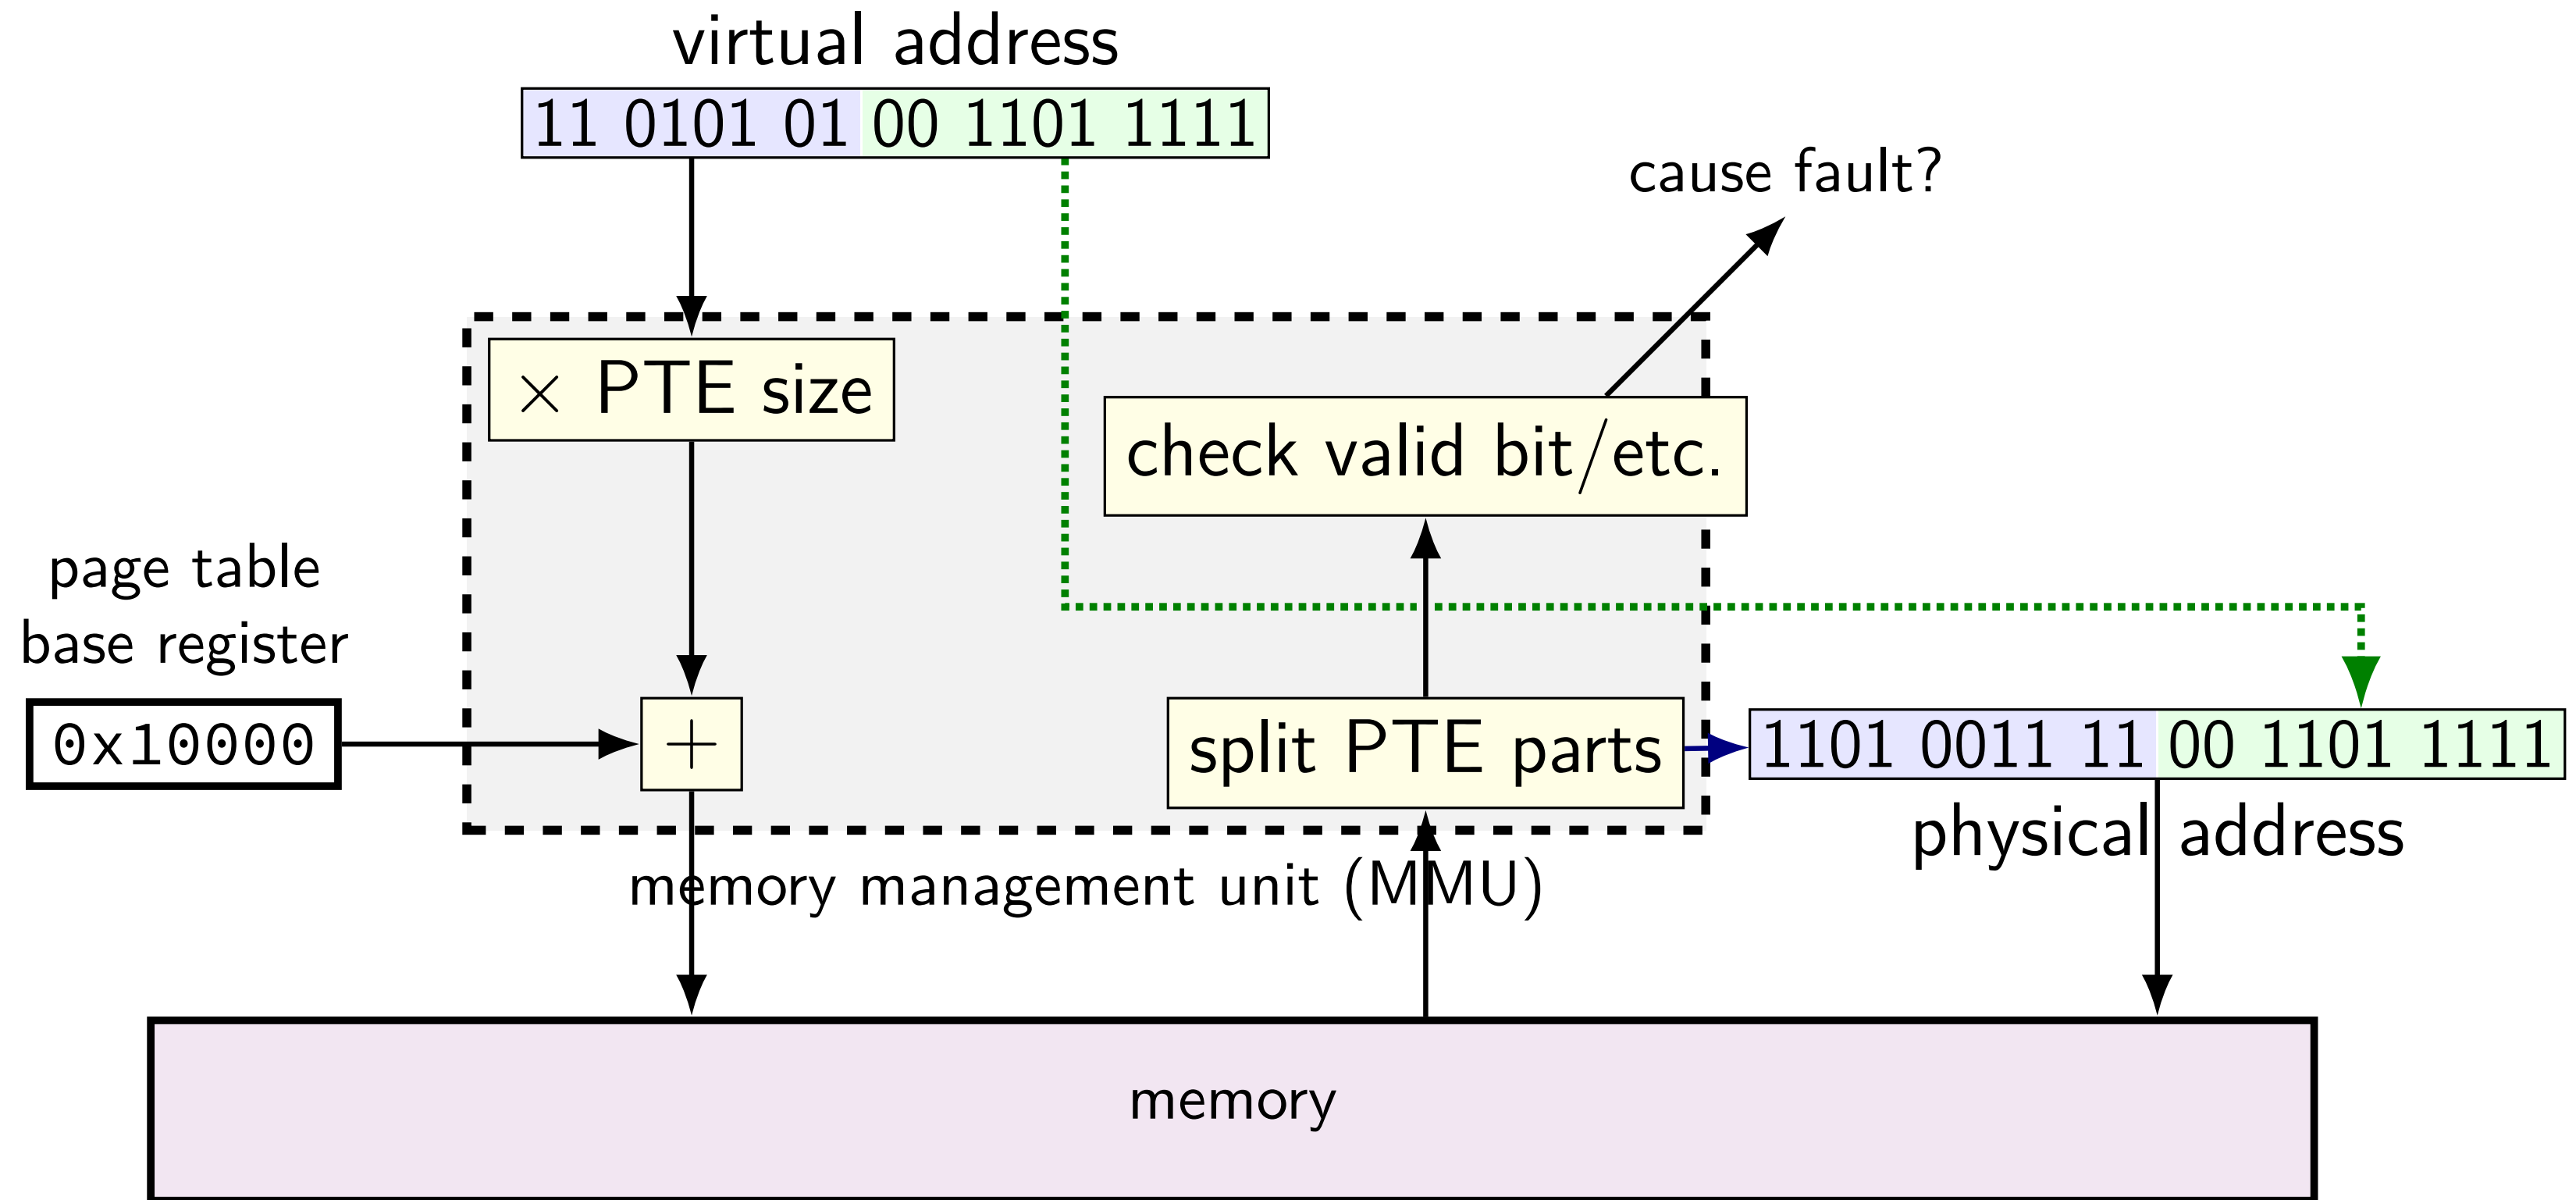 virtual address
11 0101 01 00 1101 1111
cause fault?
× PTE size
check valid bit/etc.
page table
base register
0x10000
+
split PTE parts
1101 0011 11 00 1101 1111
physical address
memory management unit (MMU)
memory